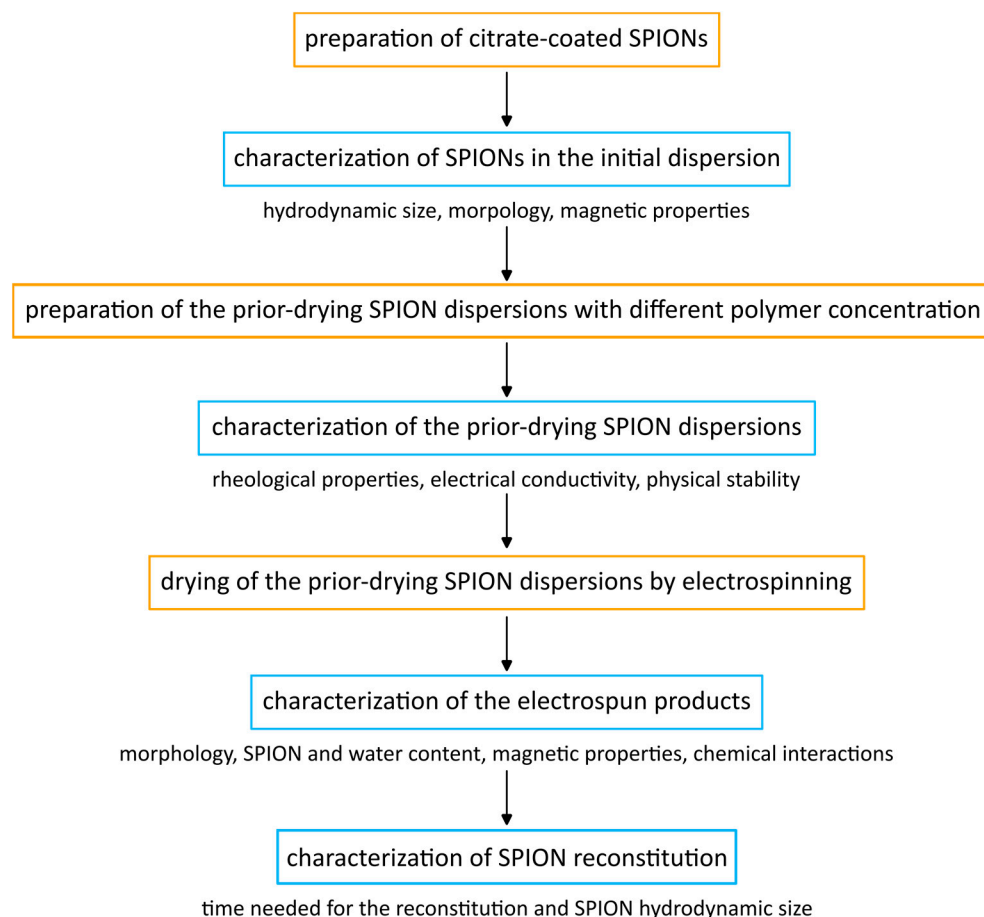 preparation of citrate-coated SPIONs
characterization of SPIONs in the initial dispersion
hydrodynamic size, morpology, magnetic properties
preparation of the prior-drying SPION dispersions with different polymer concentration
characterization of the prior-drying SPION dispersions
rheological properties, electrical conductivity, physical stability
drying of the prior-drying SPION dispersions by electrospinning
characterization of the electrospun products
morphology, SPION and water content, magnetic properties, chemical interactions
characterization of SPION reconstitution
time needed for the reconstitution and SPION hydrodymic size